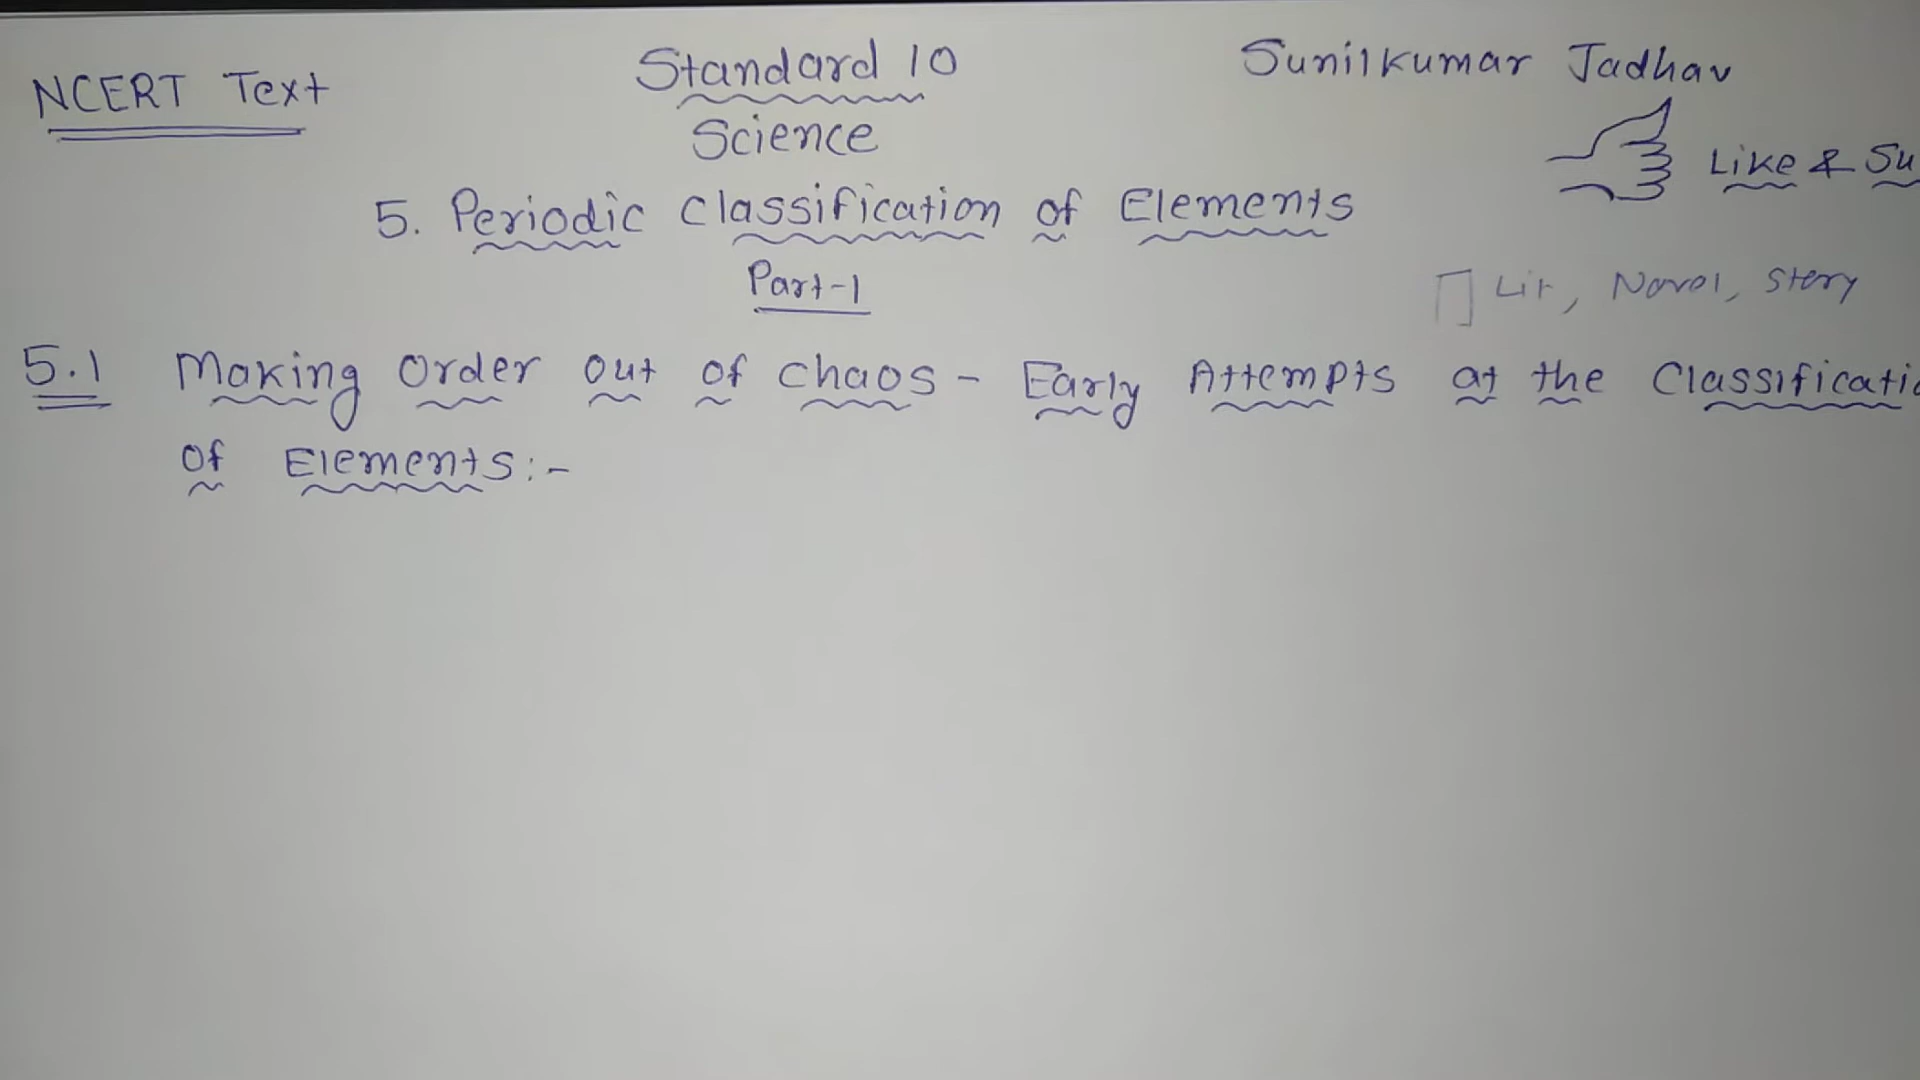 NCERT Text
Standard 10
Sunilkumar Jadhav
Science
Like & Su
5. Periodic Classification of Elements
Part-1
Lit, Novel, Story
5.1 Making Order out of chaos - Early Attempts at the Classificatio
of Elements:-